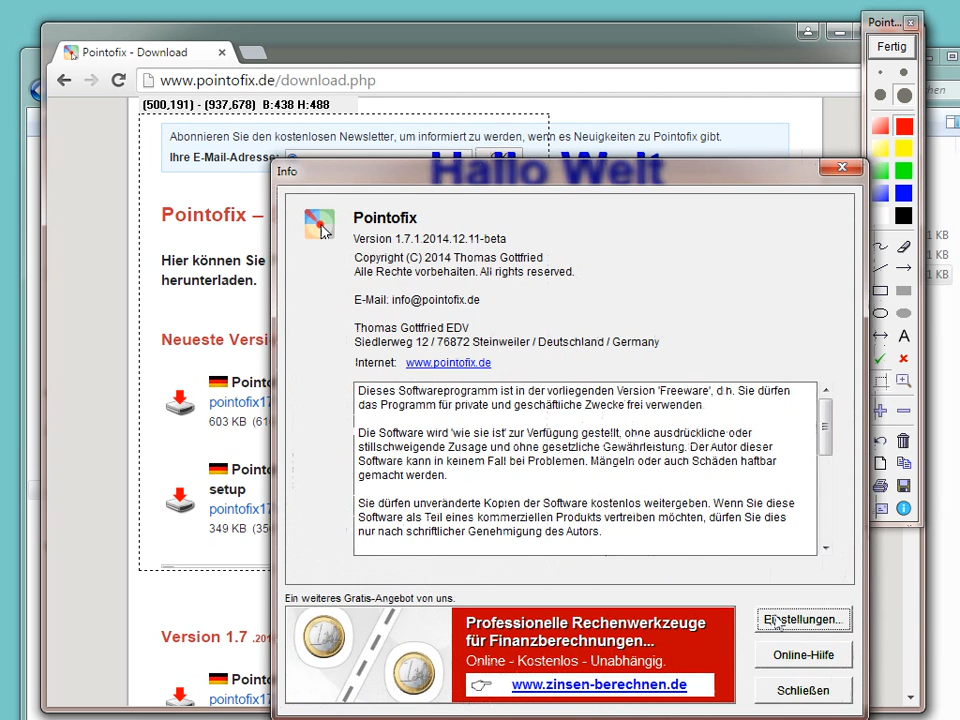 Pointofix - Download
Point...
Fertig
www.pointofix.de/download.php
(500,191) - (937,678) B:438 H:488
Abonnieren Sie den kostenlosen Newsletter, um informiert zu werden, wenn es Neuigkeiten zu Pointofix gibt.
Ihre E-Mail-Adresse:
Hallo Welt
Info
Pointofix –
Hier können Sie
herunterladen.
Neueste Versi
Pointo
pointofix17
603 KB (61
Pointo
setup
pointofix17
349 KB (35
Version 1.7 .201
Pointo
pointofix17
Pointofix
Version 1.7.1.2014.12.11-beta
Copyright (C) 2014 Thomas Gottfried
Alle Rechte vorbehalten. All rights reserved.
E-Mail: info@pointofix.de
Thomas Gottfried EDV
Siedlerweg 12 / 76872 Steinweiler / Deutschland / Germany
Internet: www.pointofix.de
Dieses Softwareprogramm ist in der vorliegenden Version 'Freeware', d.h. Sie dürfen
das Programm für private und geschäftliche Zwecke frei verwenden.
Die Software wird 'wie sie ist' zur Verfügung gestellt, ohne ausdrückliche oder
stillschweigende Zusage und ohne gesetzliche Gewährleistung. Der Autor dieser
Software kann in keinem Fall bei Problemen, Mängeln oder auch Schäden haftbar
gemacht werden.
Sie dürfen unveränderte Kopien der Software kostenlos weitergeben. Wenn Sie diese
Software als Teil eines kommerziellen Produkts vertreiben möchten, dürfen Sie dies
nur nach schriftlicher Genehmigung des Autors.
Ein weiteres Gratis-Angebot von uns.
Professionelle Rechenwerkzeuge
für Finanzberechnungen...
Online - Kostenlos - Unabhängig.
www.zinsen-berechnen.de
Einstellungen...
Online-Hilfe
Schließen
A
chen
1 KB
1 KB
1 KB